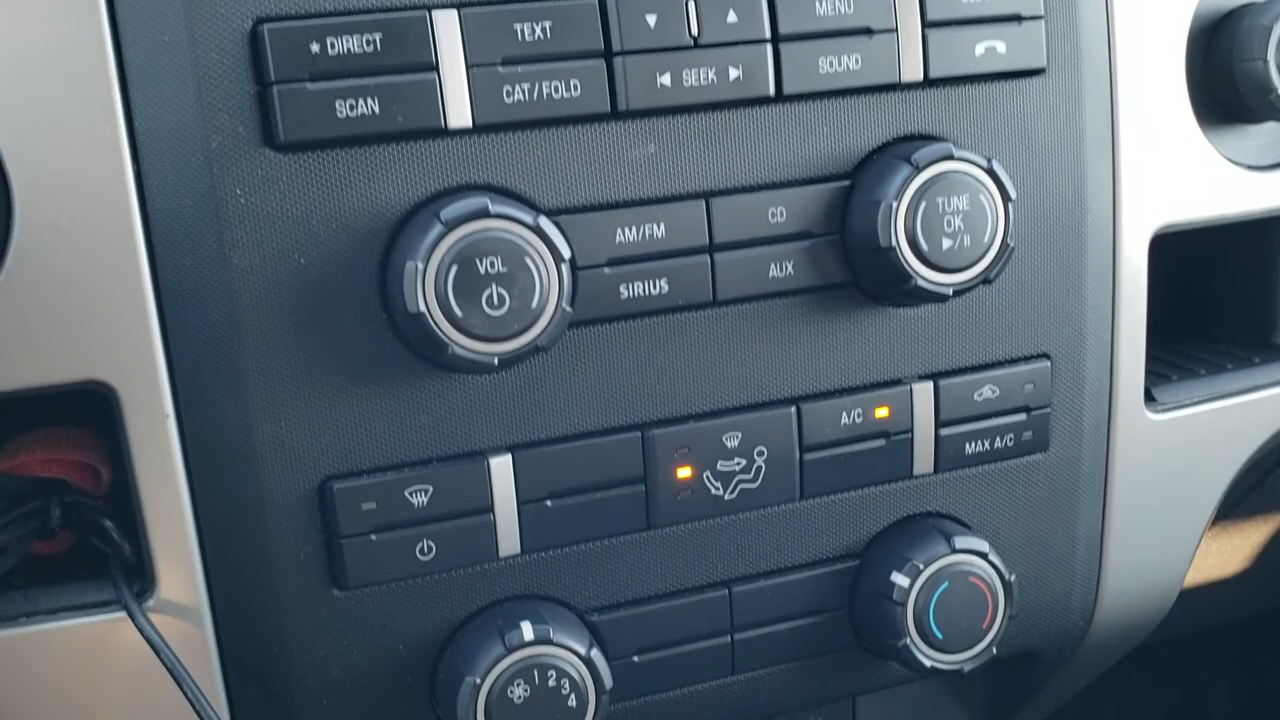 * DIRECT
TEXT
MENU
SCAN
CAT/FOLD
SEEK
SOUND
VOL
AM/FM
CD
SIRIUS
AUX
TUNE
OK
A/C
MAX A/C
1 2 3 4